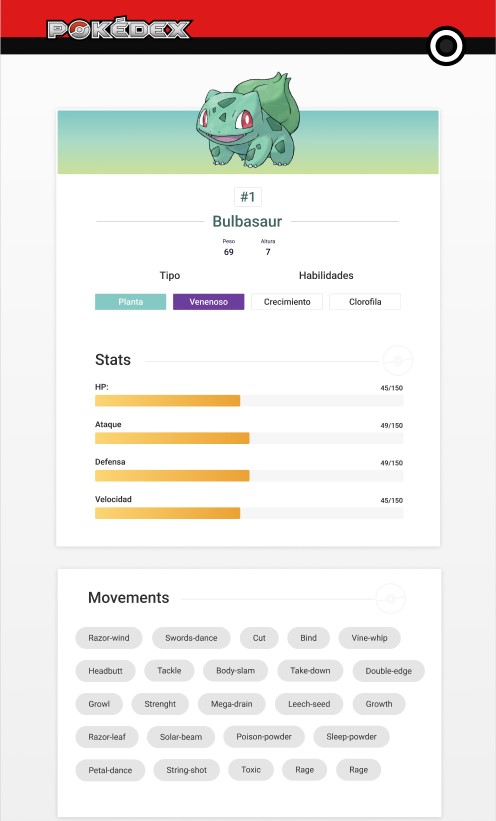 POKÉDEX
#1
Bulbasaur
Peso Altura
69 7
Tipo Habilidades
Planta Venenoso Crecimiento Clorofila
Stats
HP: 45/150
Ataque 49/150
Defensa 49/150
Velocidad 45/150
Movements
Razor-wind Swords-dance Cut Bind Vine-whip
Headbutt Tackle Body-slam Take-down Double-edge
Growl Strenght Mega-drain Leech-seed Growth
Razor-leaf Solar-beam Poison-powder Sleep-powder
Petal-dance String-shot Toxic Rage Rage